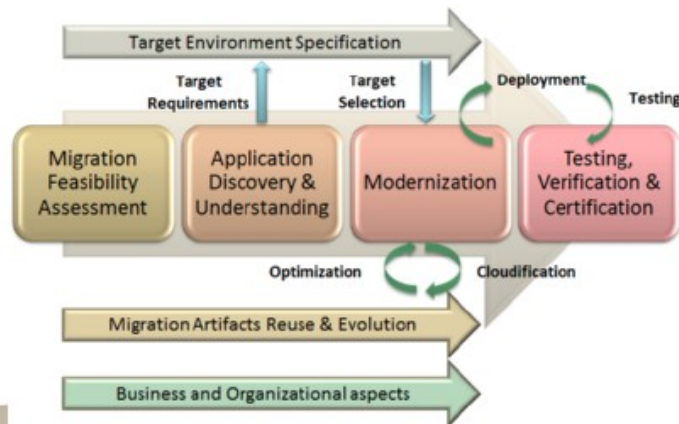 Target Environment Specification
Target
Requirements
Target
Selection
Deployment
Testing
Migration
Feasibility
Assessment
Application
Discovery &
Understanding
Modernization
Testing,
Verification &
Certification
Optimization
Cloudification
Migration Artifacts Reuse & Evolution
Business and Organizational aspects